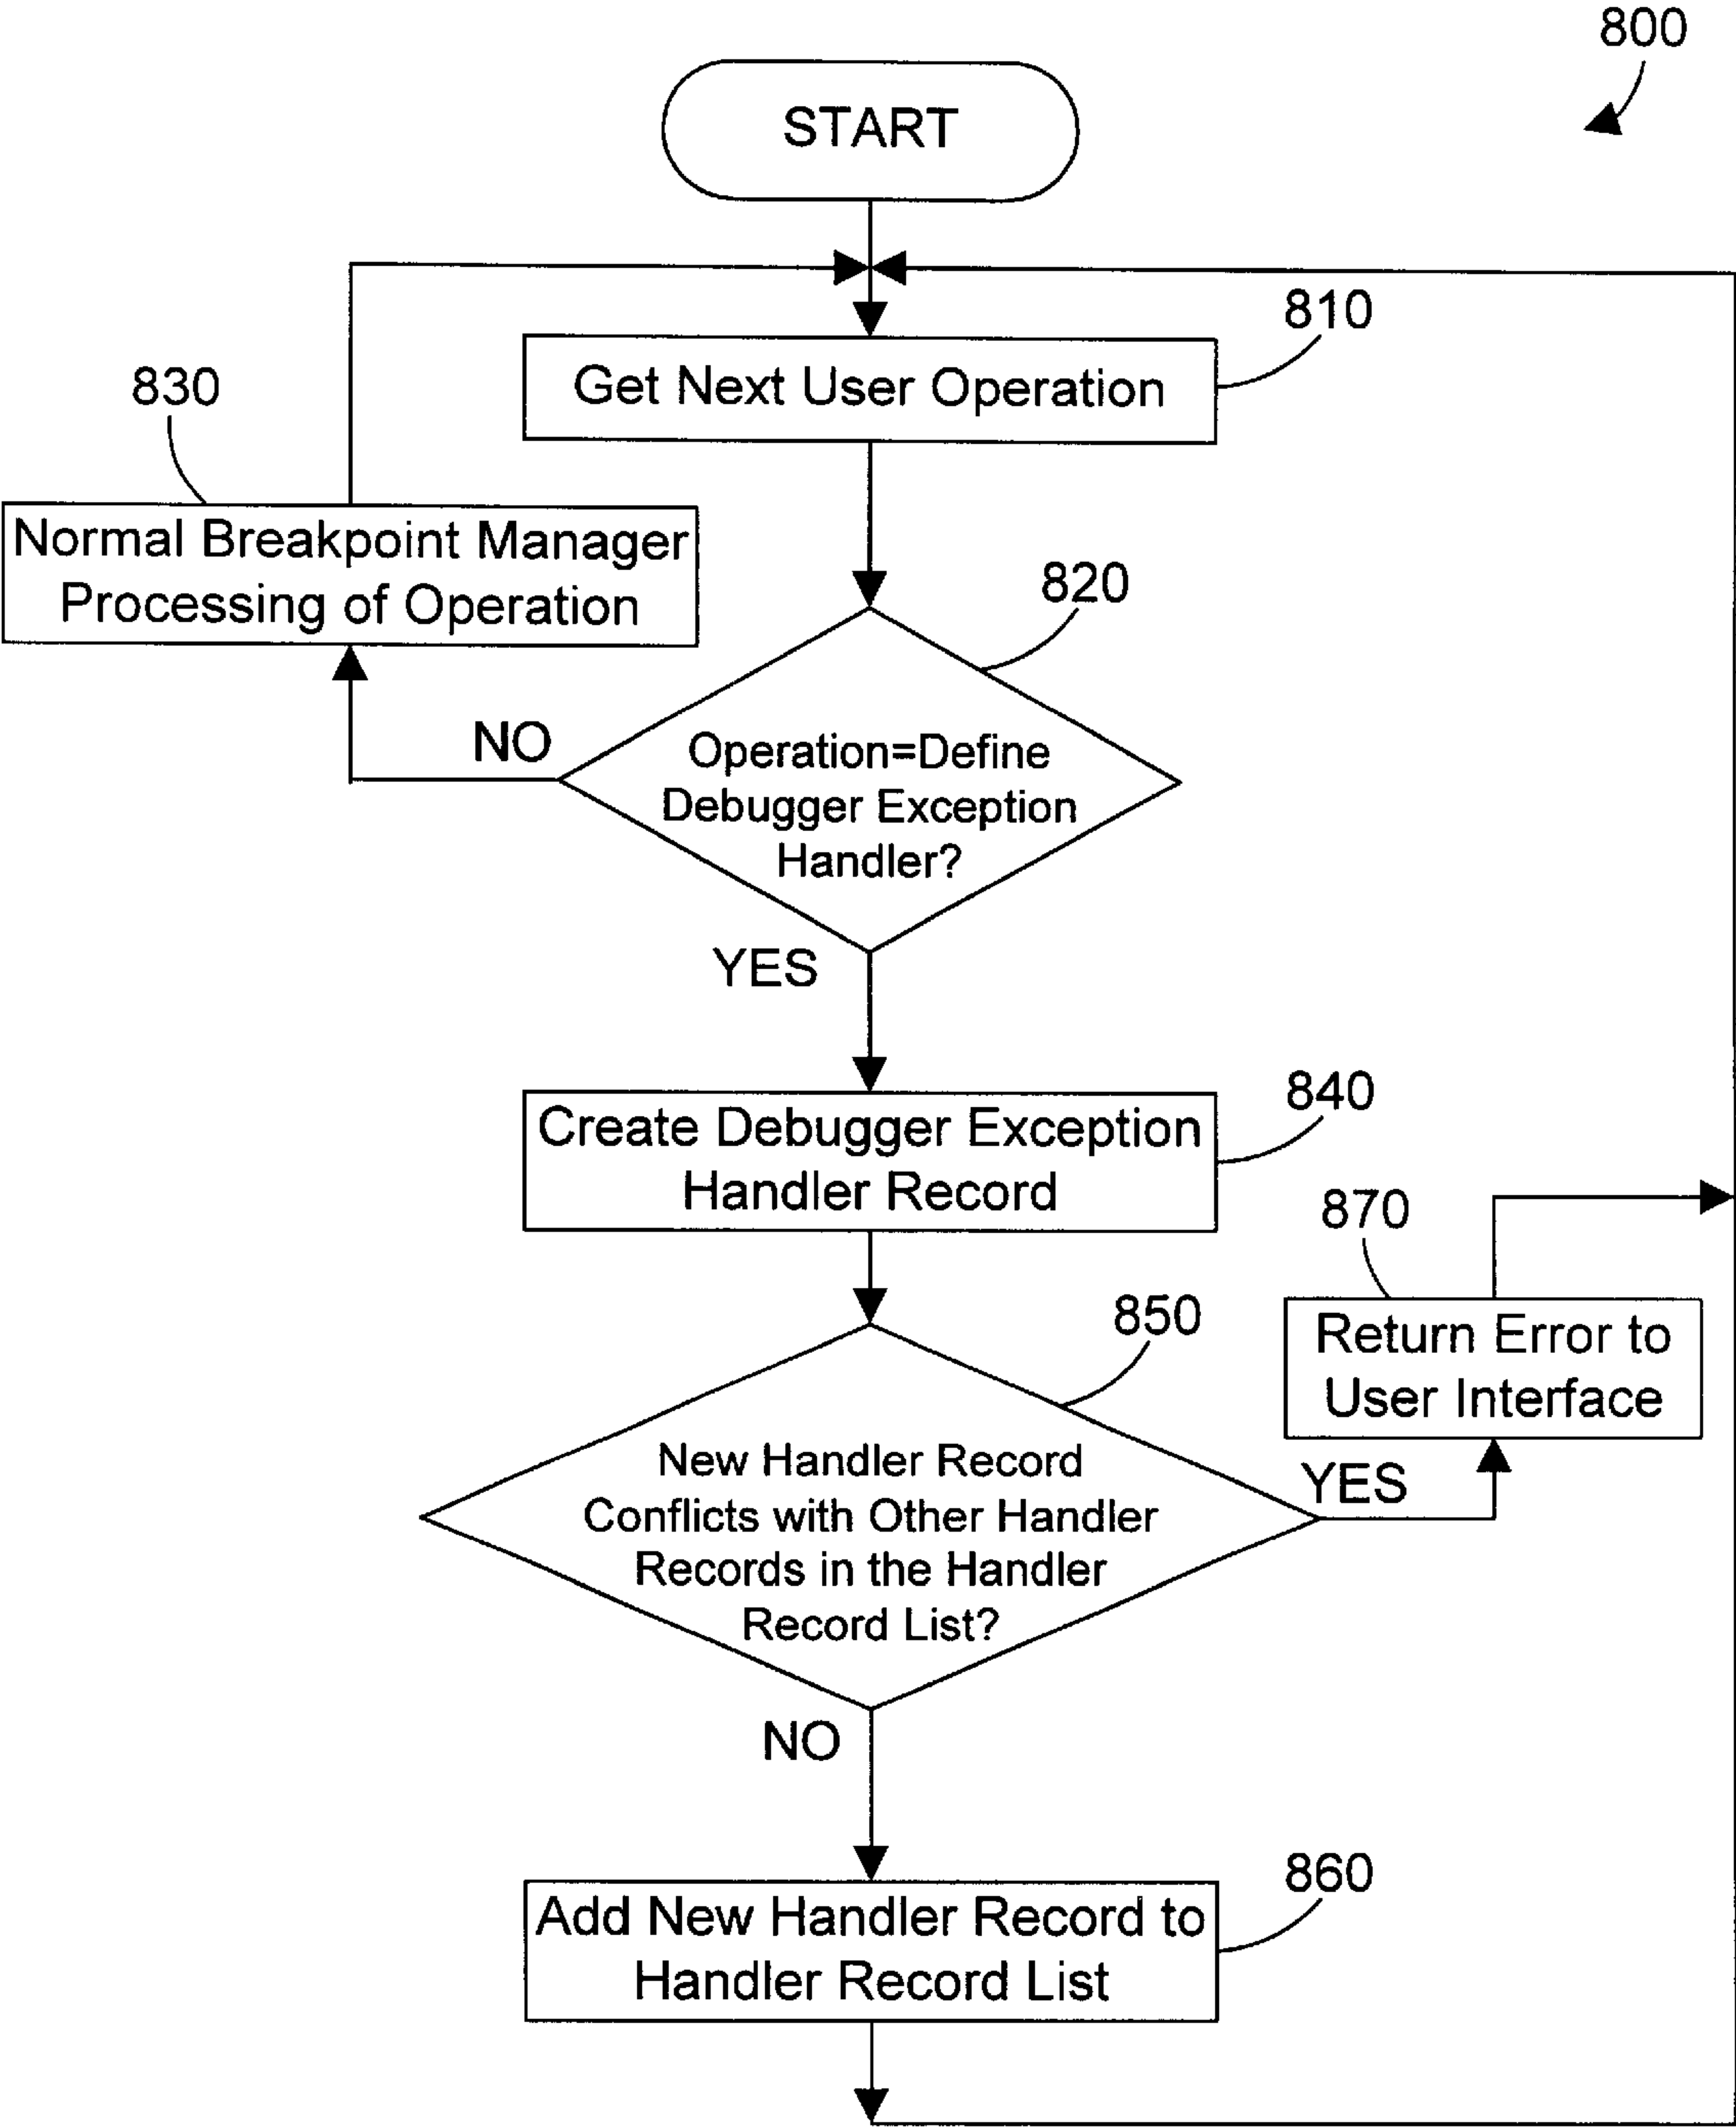 800
START
810
Get Next User Operation
830
Normal Breakpoint Manager
Processing of Operation
820
NO
Operation=Define
Debugger Exception
Handler?
YES
840
Create Debugger Exception
Handler Record
870
Return Error to
User Interface
850
YES
New Handler Record
Conflicts with Other Handler
Records in the Handler
Record List?
NO
860
Add New Handler Record to
Handler Record List